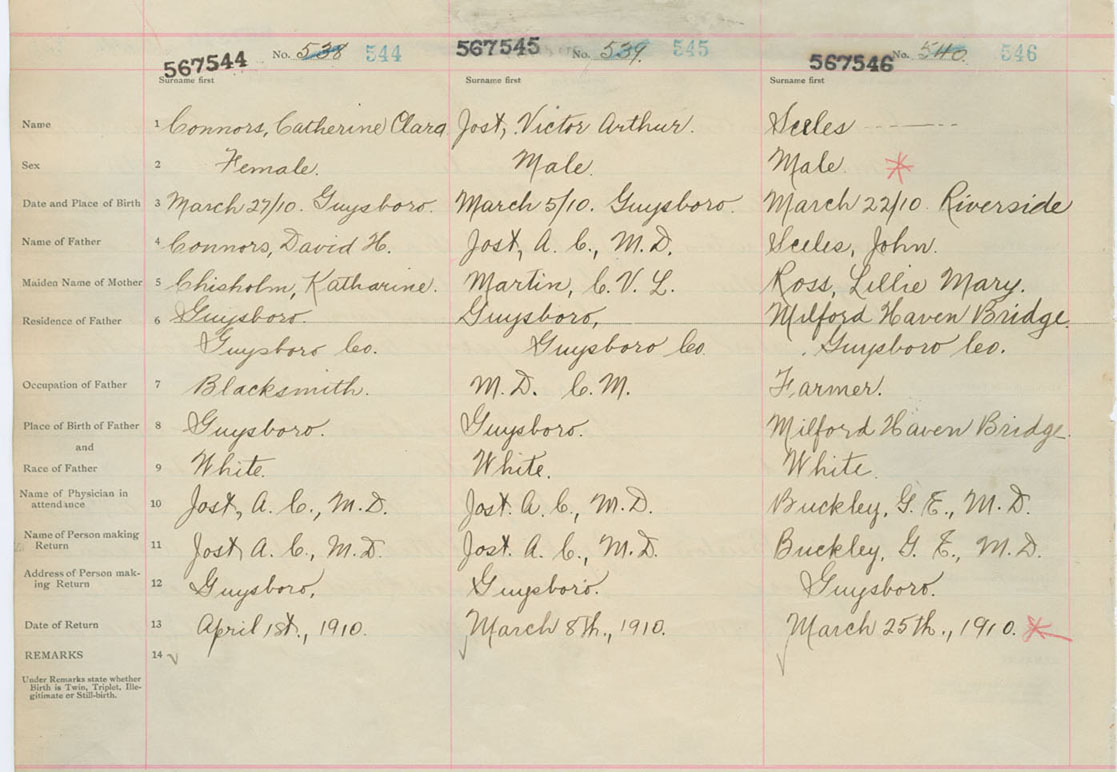 567544 No. 538 544 567545 No. 539. 545 567546 No. 540. 546
Surname first Surname first Surname first
Name 1 Connors, Catherine Clara Jost, Victor Arthur. Seeles
Sex 2 Female. Male. Male
Date and Place of Birth 3 March 27/10. Guysboro. March 5/10. Guysboro. March 22/10 Riverside
Name of Father 4 Connors, David H. Jost, A. C., M.D. Seeles, John.
Maiden Name of Mother 5 Chisholm, Katharine. Martin, C. V. L. Ross, Lillie Mary.
Residence of Father 6 Guysboro. Guysboro, Milford Haven Bridge.
Guysboro Co. Guysboro Co Guysboro Co.
Occupation of Father 7 Blacksmith. M. D. C. M. Farmer.
Place of Birth of Father 8 Guysboro. Guysboro. Milford Haven Bridge.
and
Race of Father 9 White. White. White.
Name of Physician in
attendance 10 Jost, A. C., M.D. Jost. A. C., M.D. Buckley, G. E., M. D.
Name of Person making
Return 11 Jost, A. C., M.D. Jost. A. C., M.D. Buckley, G. E., M. D.
Address of Person mak-
ing Return 12 Guysboro, Guysboro. Guysboro.
Date of Return 13 April 1st., 1910. March 8th., 1910. March 25th., 1910.
REMARKS 14
Under Remarks state whether
Birth is Twin, Triplet, Ille-
gitimate or Still-birth.